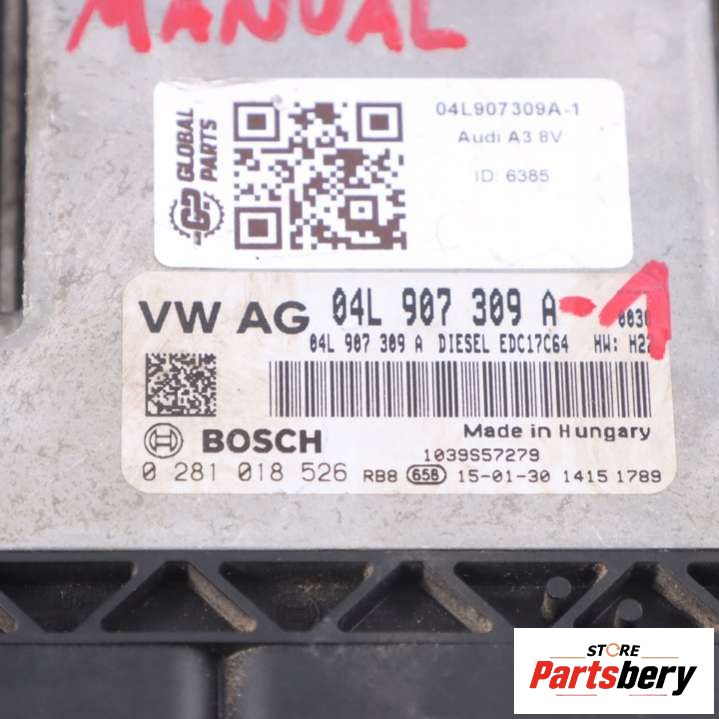 MANUAL
GP GLOBAL PARTS
04L907309A-1
Audi A3 8V
ID: 6385
VW AG 04L 907 309 A -1
04L 907 309 A DIESEL EDC17C64 HW:
Made in Hungary
BOSCH 1039S57279
0 281 018 526 RB8 658 15-01-30 1415 1789
STORE
Partsbery